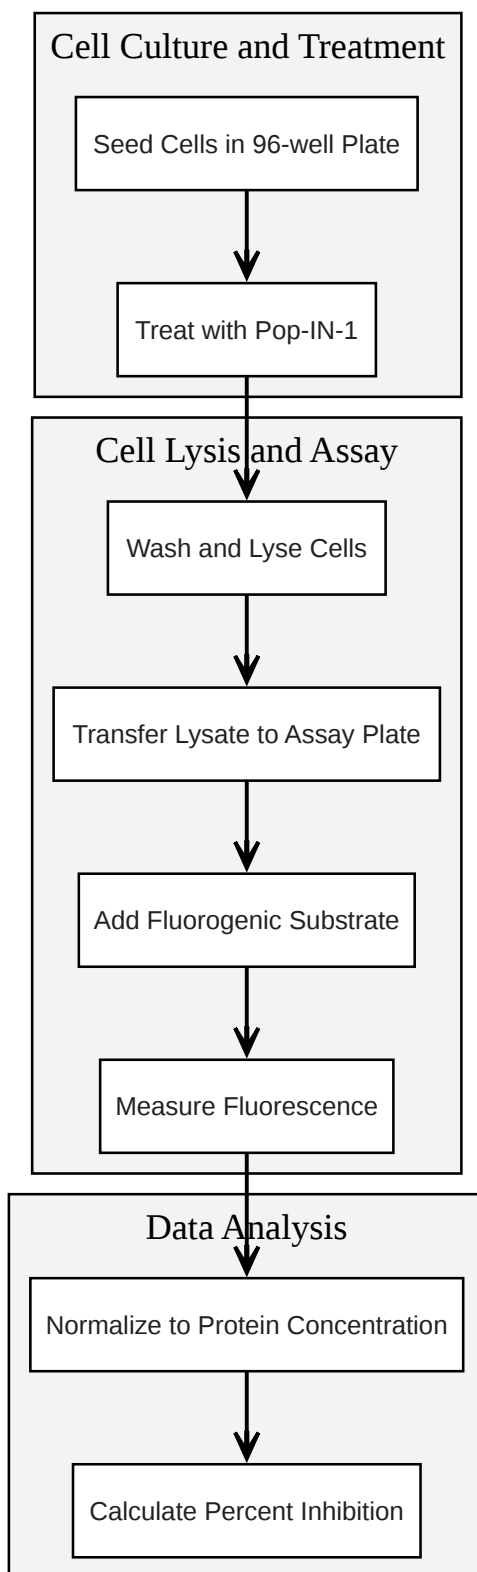 Cell Culture and Treatment
Seed Cells in 96-well Plate
Treat with Pop-IN-1
Cell Lysis and Assay
Wash and Lyse Cells
Transfer Lysate to Assay Plate
Add Fluorogenic Substrate
Measure Fluorescence
Data Analysis
Normalize to Protein Concentration
Calculate Percent Inhibition